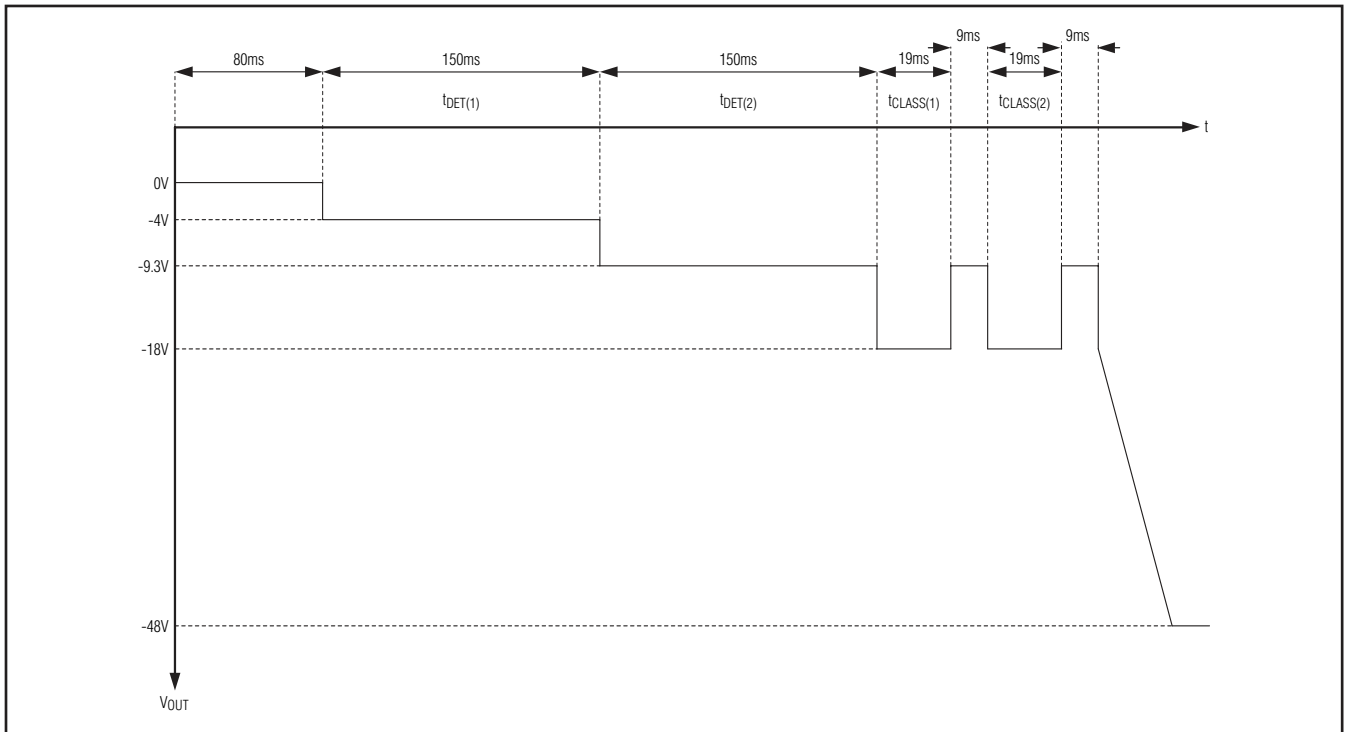 9ms 9ms
80ms 150ms 150ms 19ms 19ms
tDET(1) tDET(2) tCLASS(1) tCLASS(2)
t
0V
-4V
-9.3V
-18V
-48V
VOUT